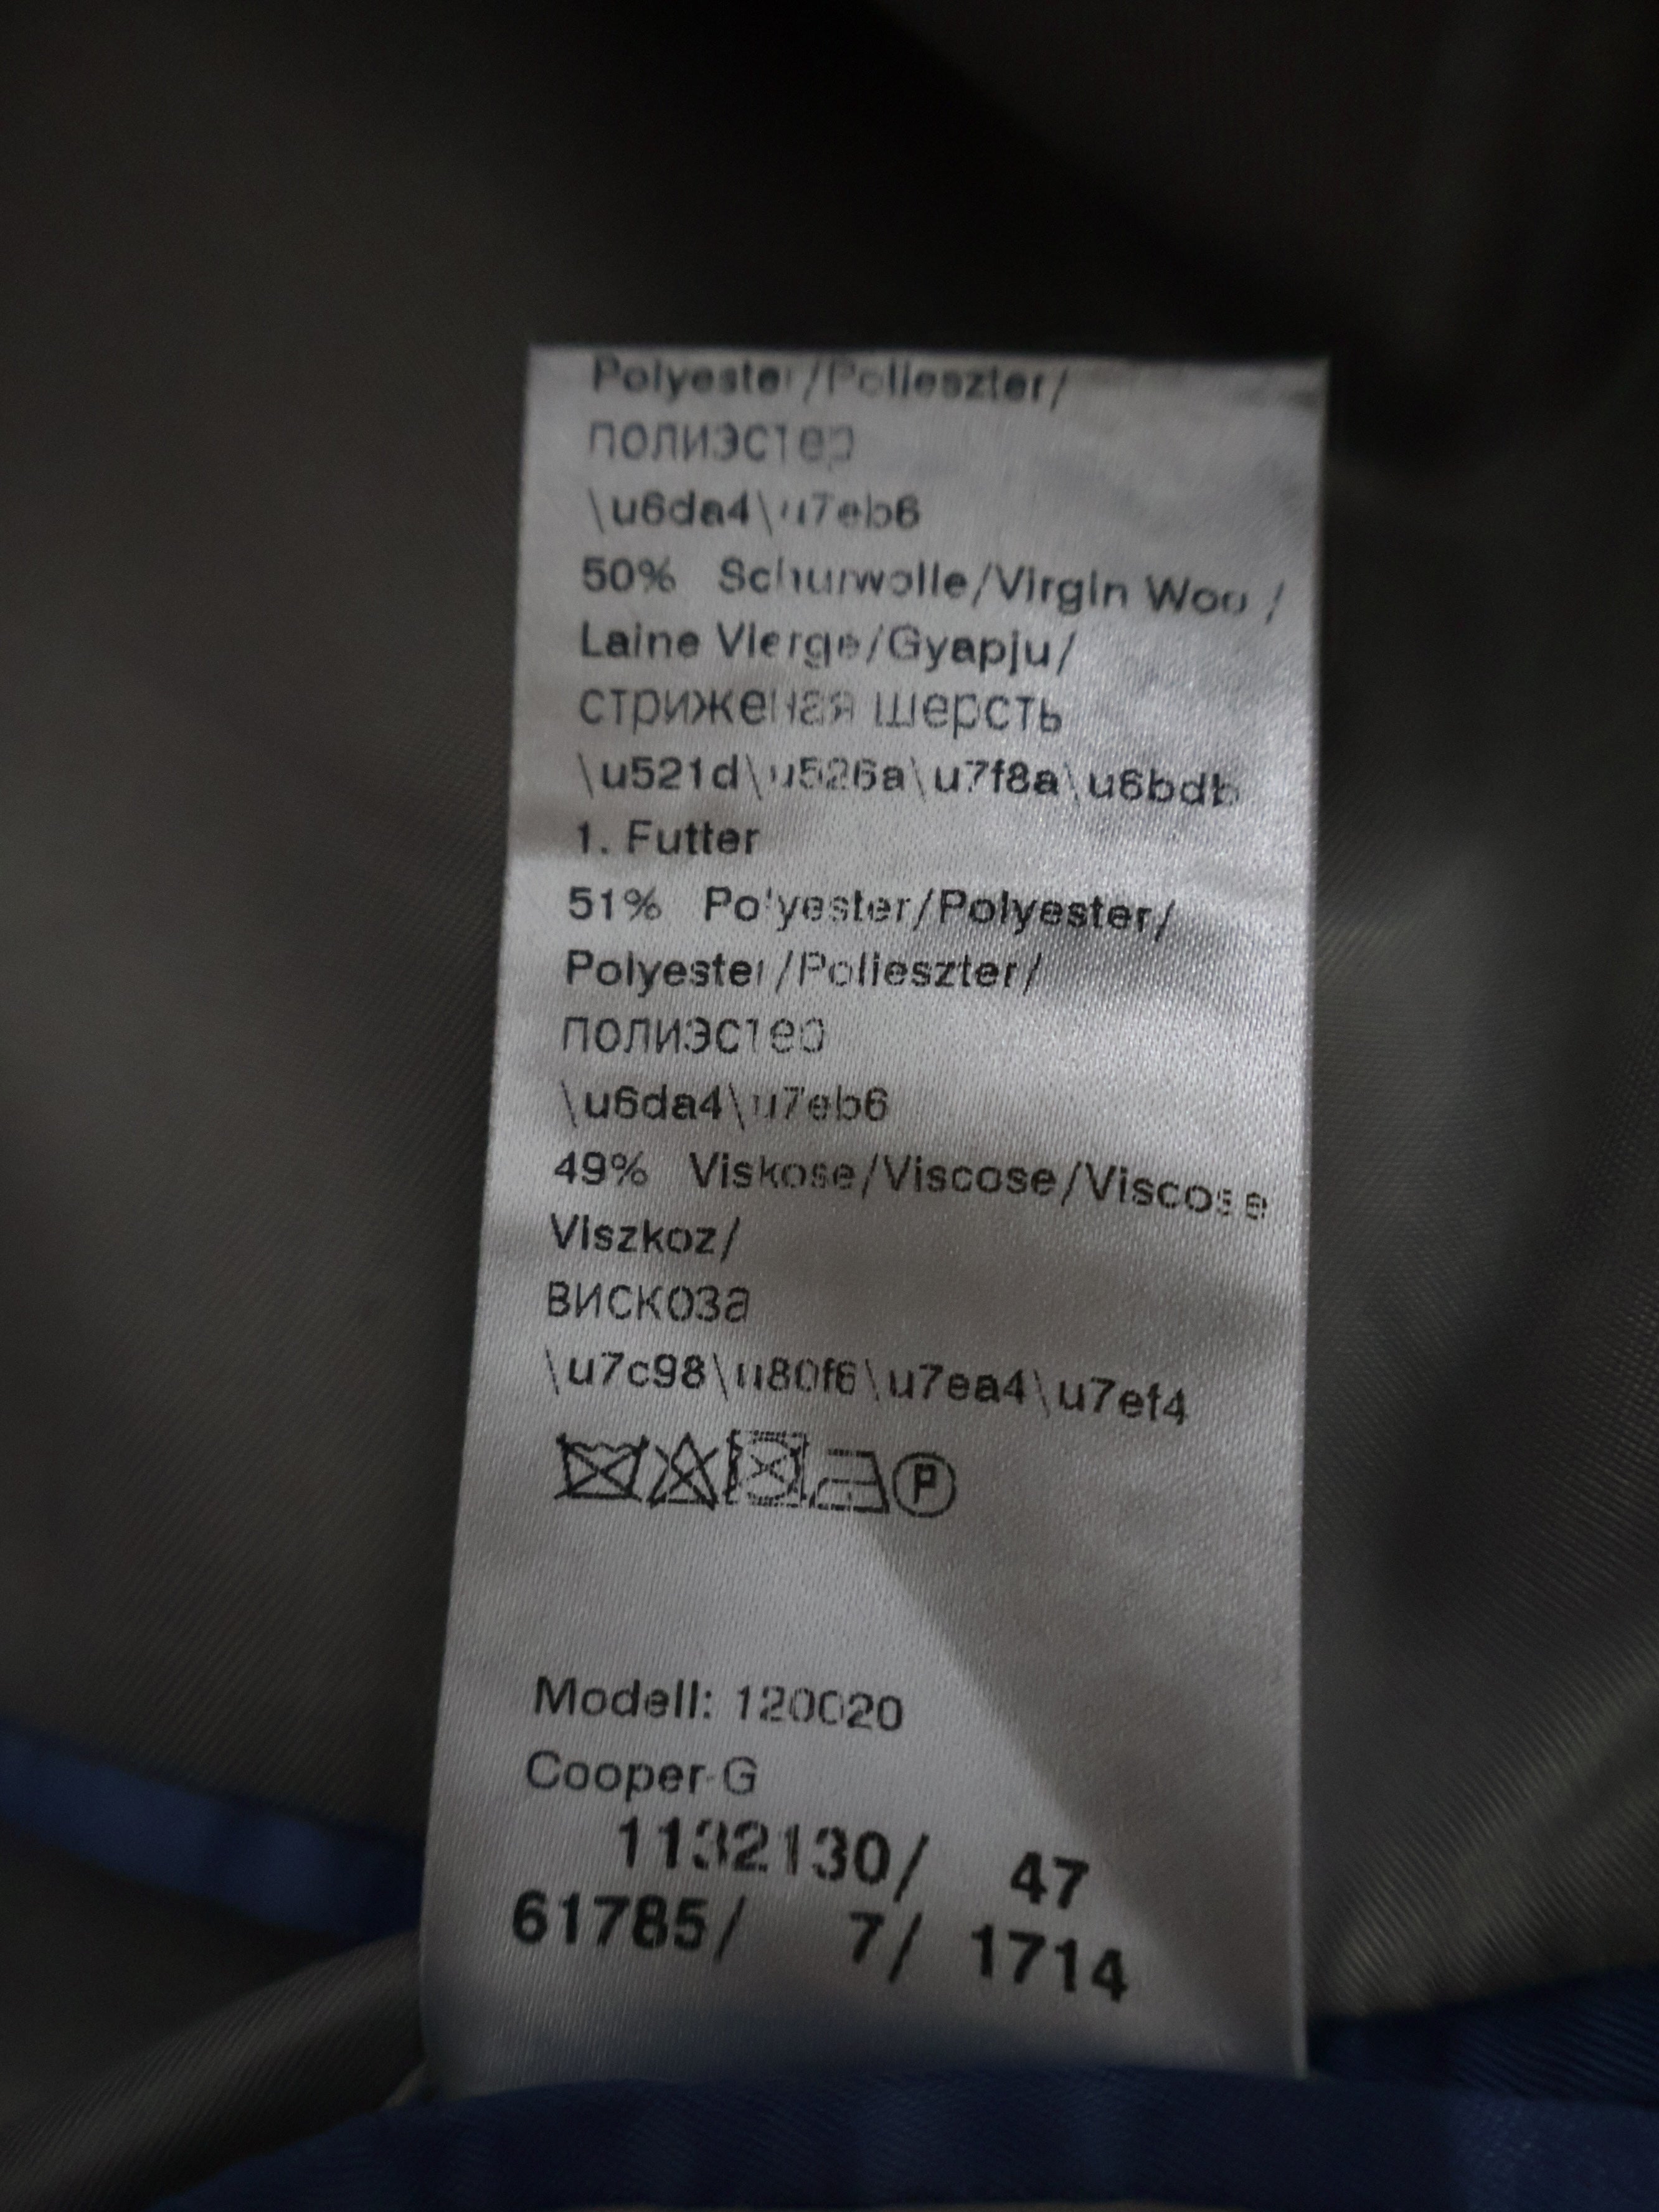 Polyester/Polieszter/
полиэстер
\u6da4\u7eb6
50% Schurwolle/Virgin Wool/
Laine Vierge/Gyapju/
стриженая шерсть
\u521d\u526a\u7f8a\u6bdb
1. Futter
51% Polyester/Polyester/
Polyester/Polieszter/
полиэстер
\u6da4\u7eb6
49% Viskose/Viscose/Viscose
Viszkoz/
вискоза
\u7c98\u80f6\u7ea4\u7ef4
P
Modell: 120020
Cooper-G
1132130/ 47
61785/ 7/ 1714